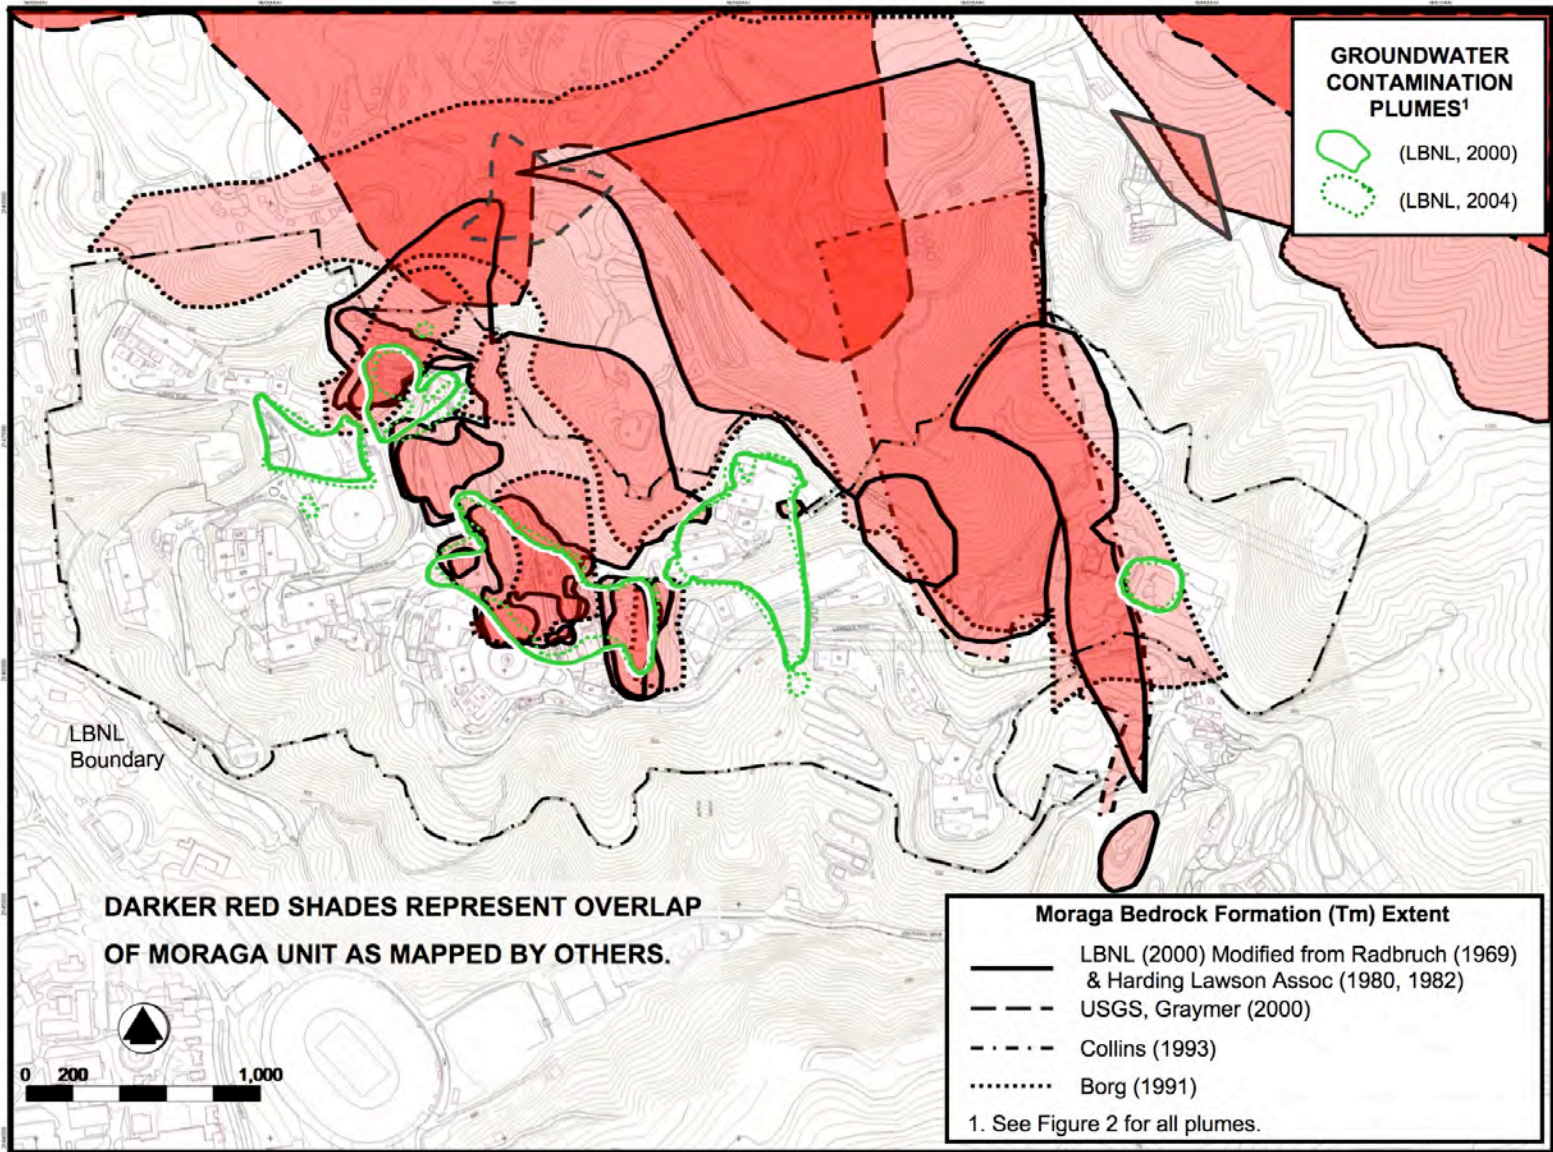 GROUNDWATER
CONTAMINATION
PLUMES¹
(LBNL, 2000)
(LBNL, 2004)
LBNL
Boundary
DARKER RED SHADES REPRESENT OVERLAP
OF MORAGA UNIT AS MAPPED BY OTHERS.
0 200 1,000
Moraga Bedrock Formation (Tm) Extent
LBNL (2000) Modified from Radbruch (1969)
& Harding Lawson Assoc (1980, 1982)
USGS, Graymer (2000)
Collins (1993)
Borg (1991)
1. See Figure 2 for all plumes.